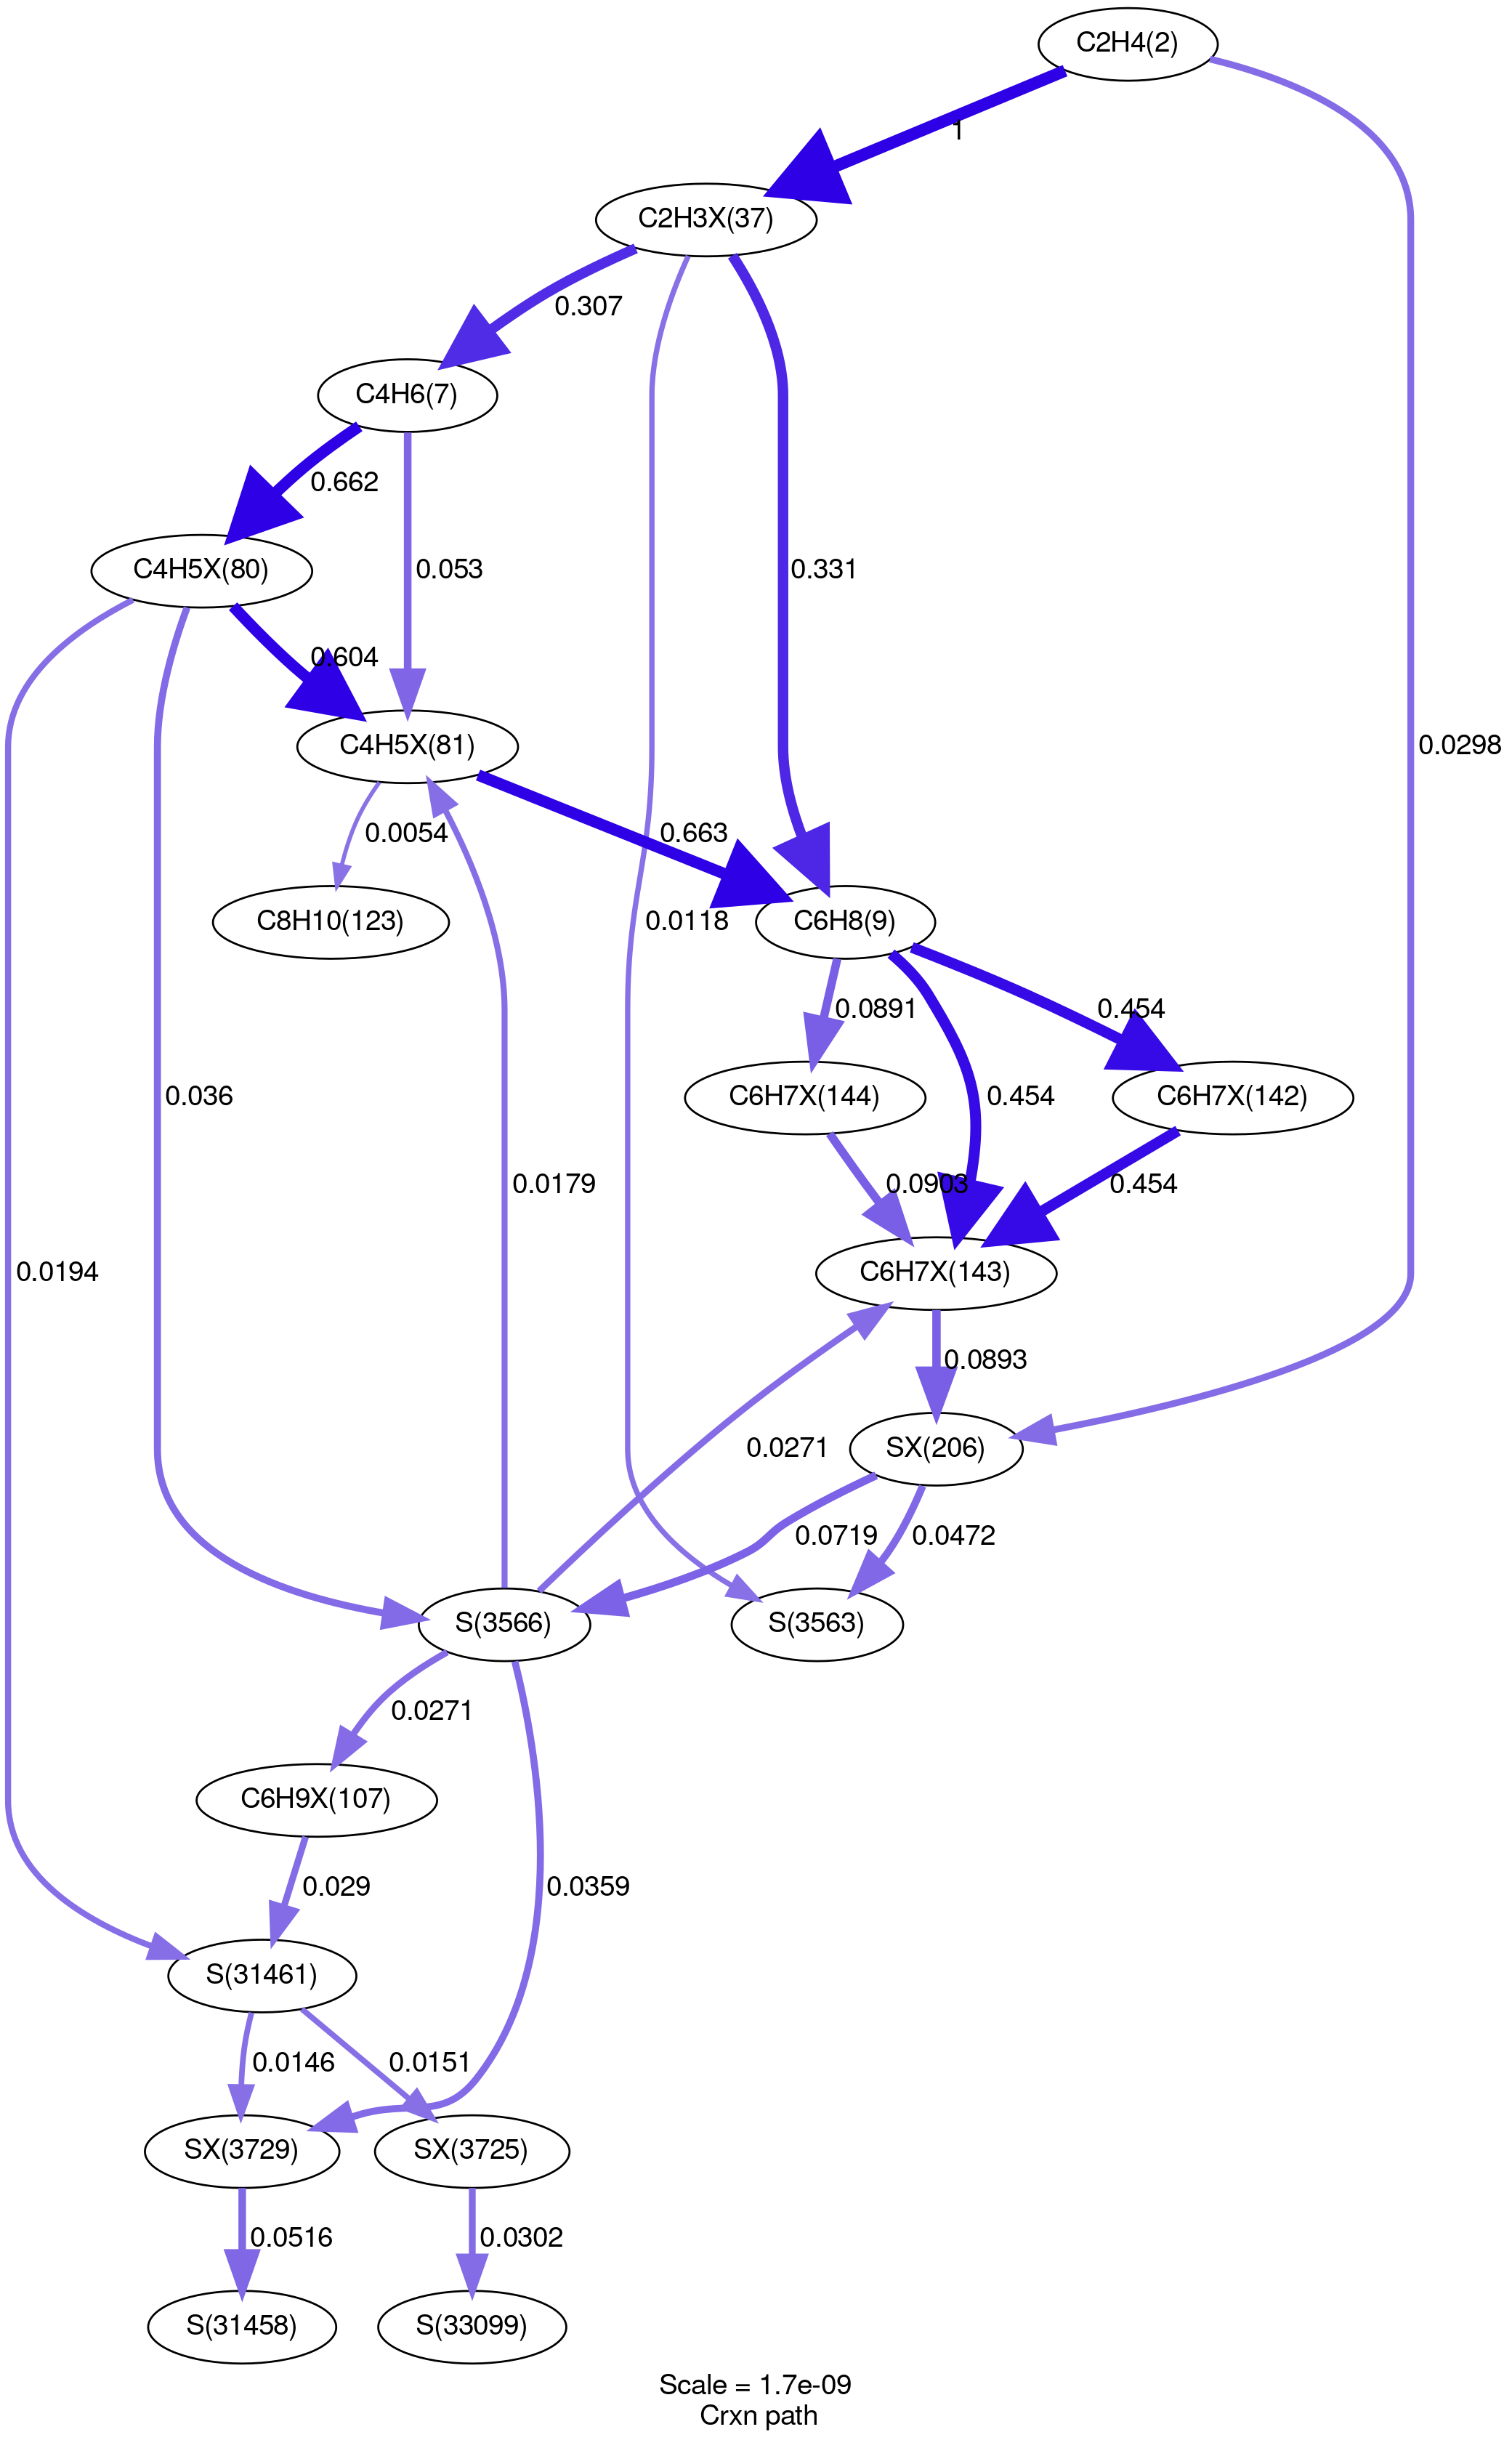 C2H4(2)
1
C2H3X(37)
0.307
C4H6(7)
0.662
C4H5X(80)
0.053
0.331
0.604
C4H5X(81)
0.0298
0.0054
0.663
0.0118
C8H10(123)
C6H8(9)
0.0891
0.454
C6H7X(144)
0.454
C6H7X(142)
0.036
0.0179
0.0903
0.454
0.0194
C6H7X(143)
0.0893
0.0271
SX(206)
0.0719
0.0472
S(3566)
S(3563)
0.0271
C6H9X(107)
0.029
0.0359
S(31461)
0.0146
0.0151
SX(3729)
SX(3725)
0.0516
0.0302
S(31458)
S(33099)
Scale = 1.7e-09
Crxn path